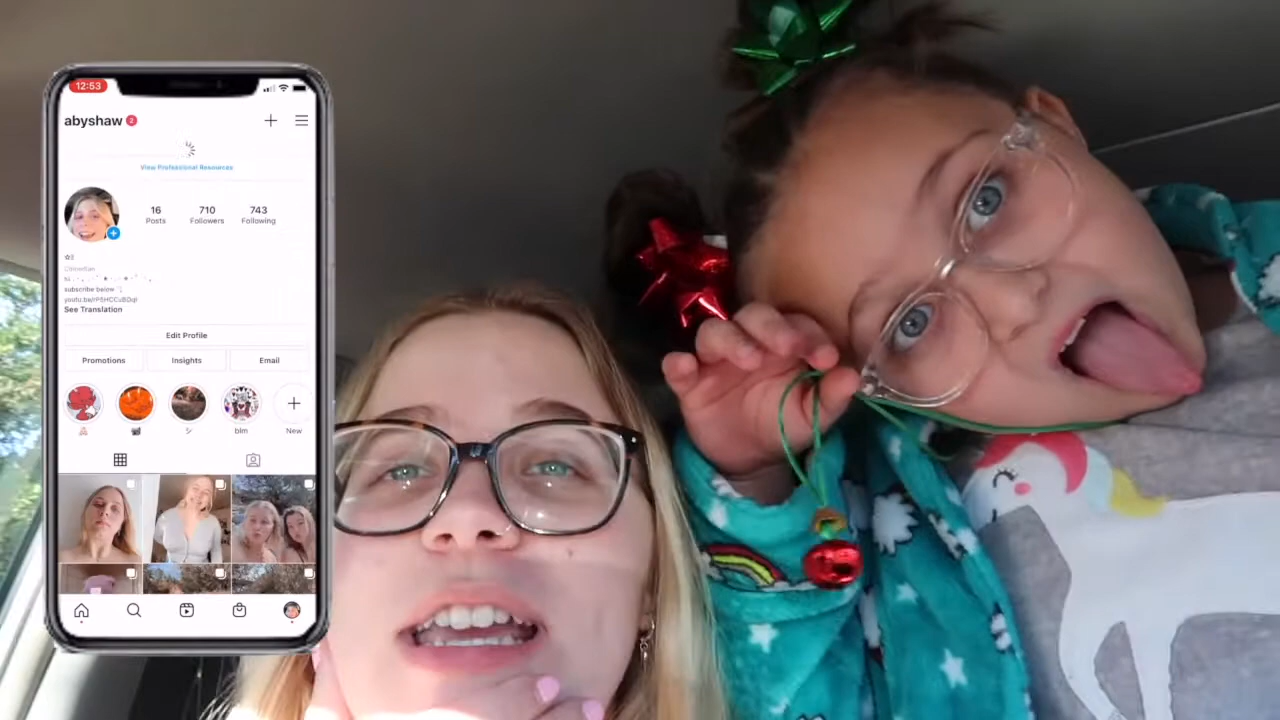 12:53
abyshaw 2
View Professional Resources
16 710 743
Posts Followers Following
subscribe below
See Translation
Edit Profile
Promotions Insights Email
blm New